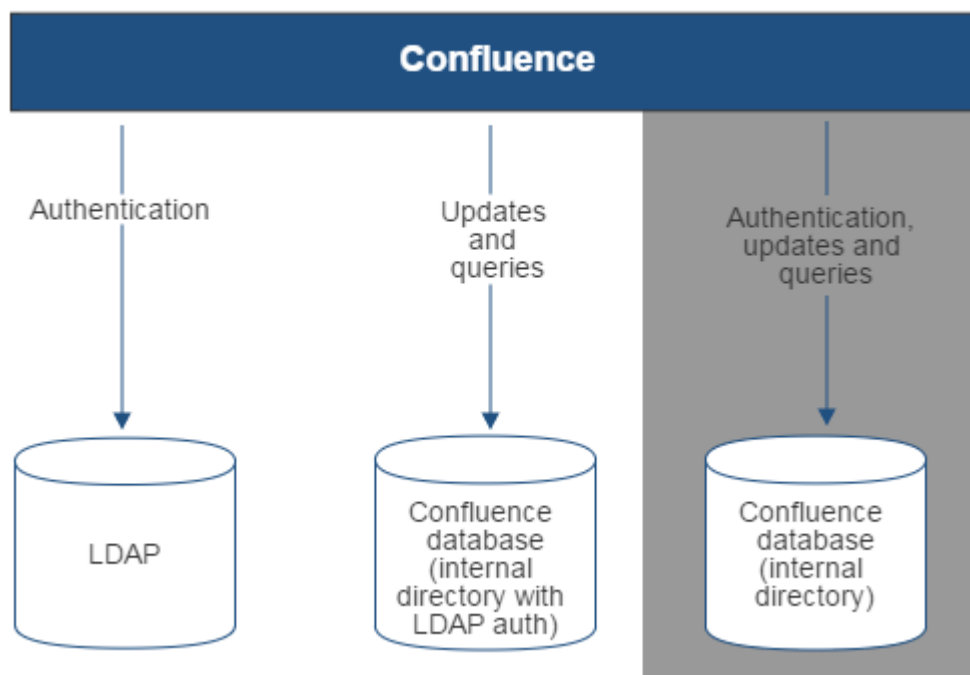 Confluence
Authentication
Updates
and
queries
Authentication,
updates and
queries
LDAP
Confluence
database
(internal
directory with
LDAP auth)
Confluence
database
(internal
directory)